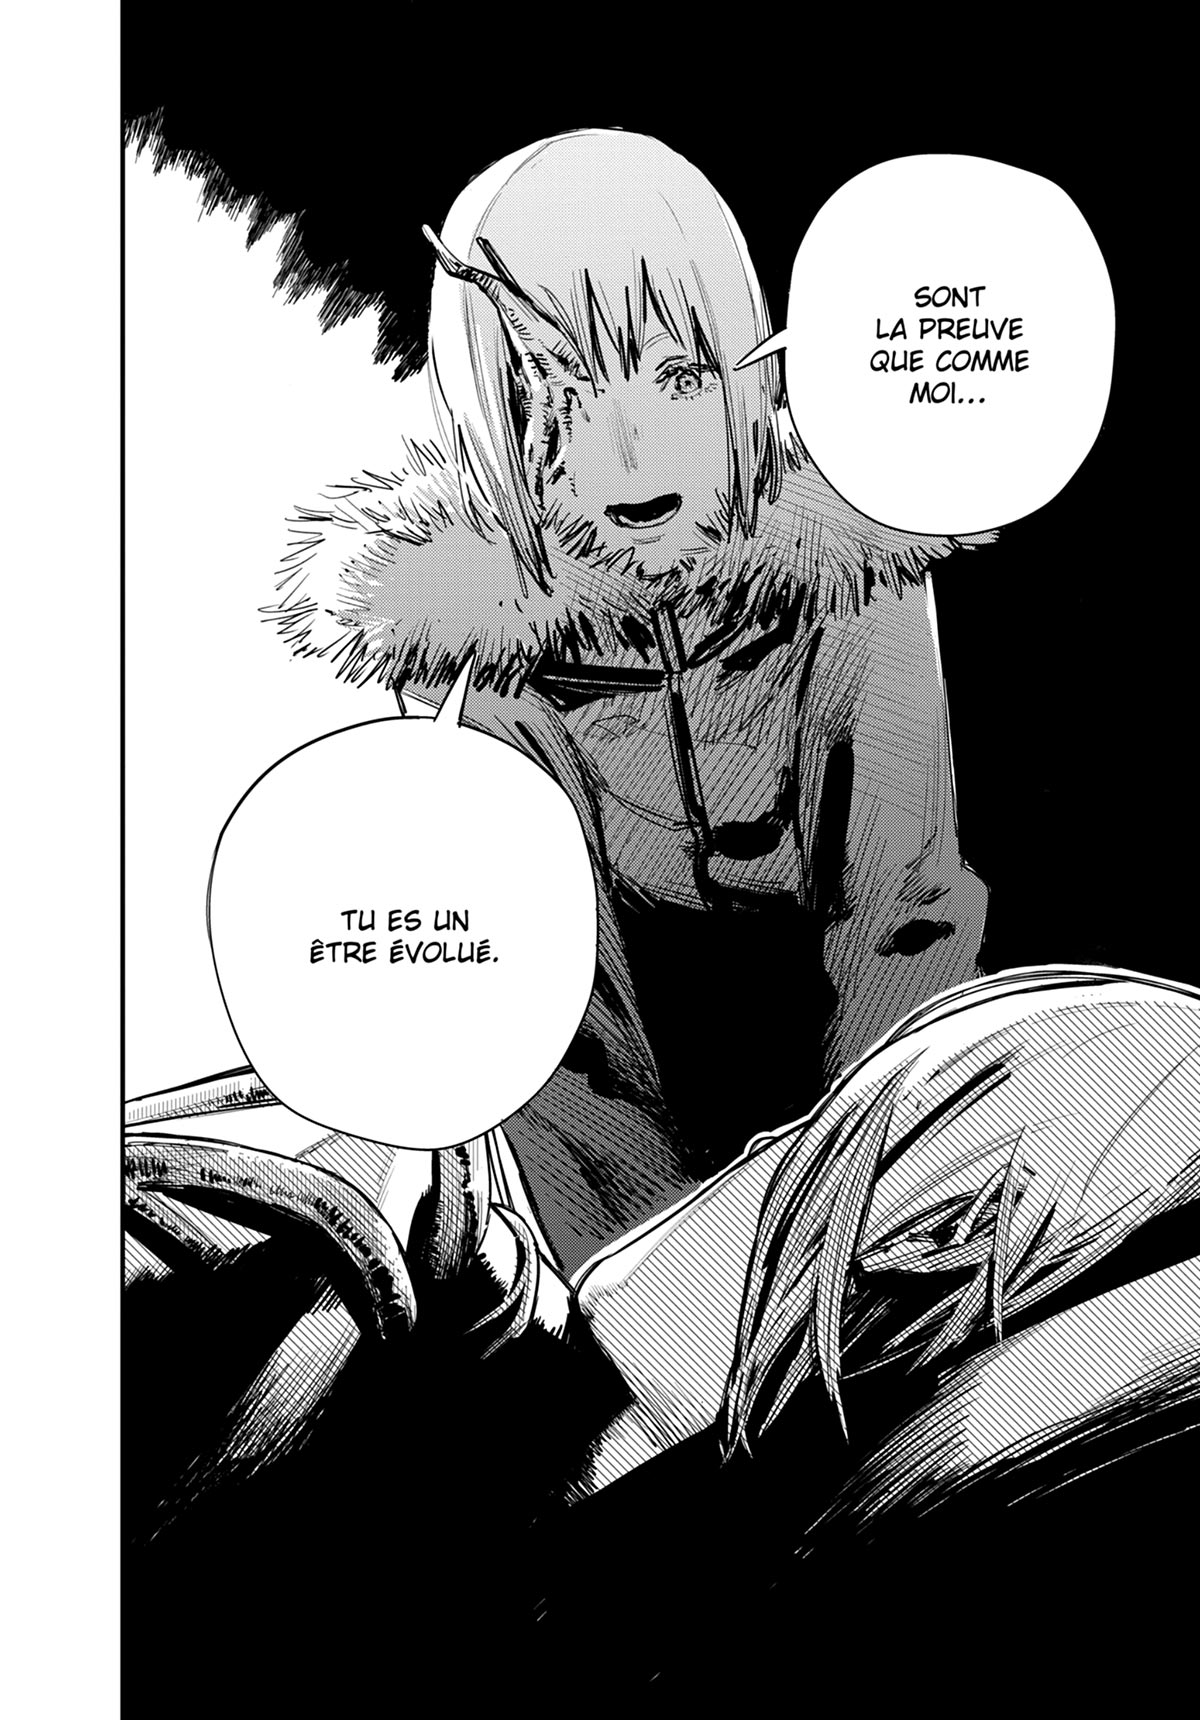 SONT
LA PREUVE
QUE COMME
MOI...
TU ES UN
ÊTRE ÉVOLUÉ.